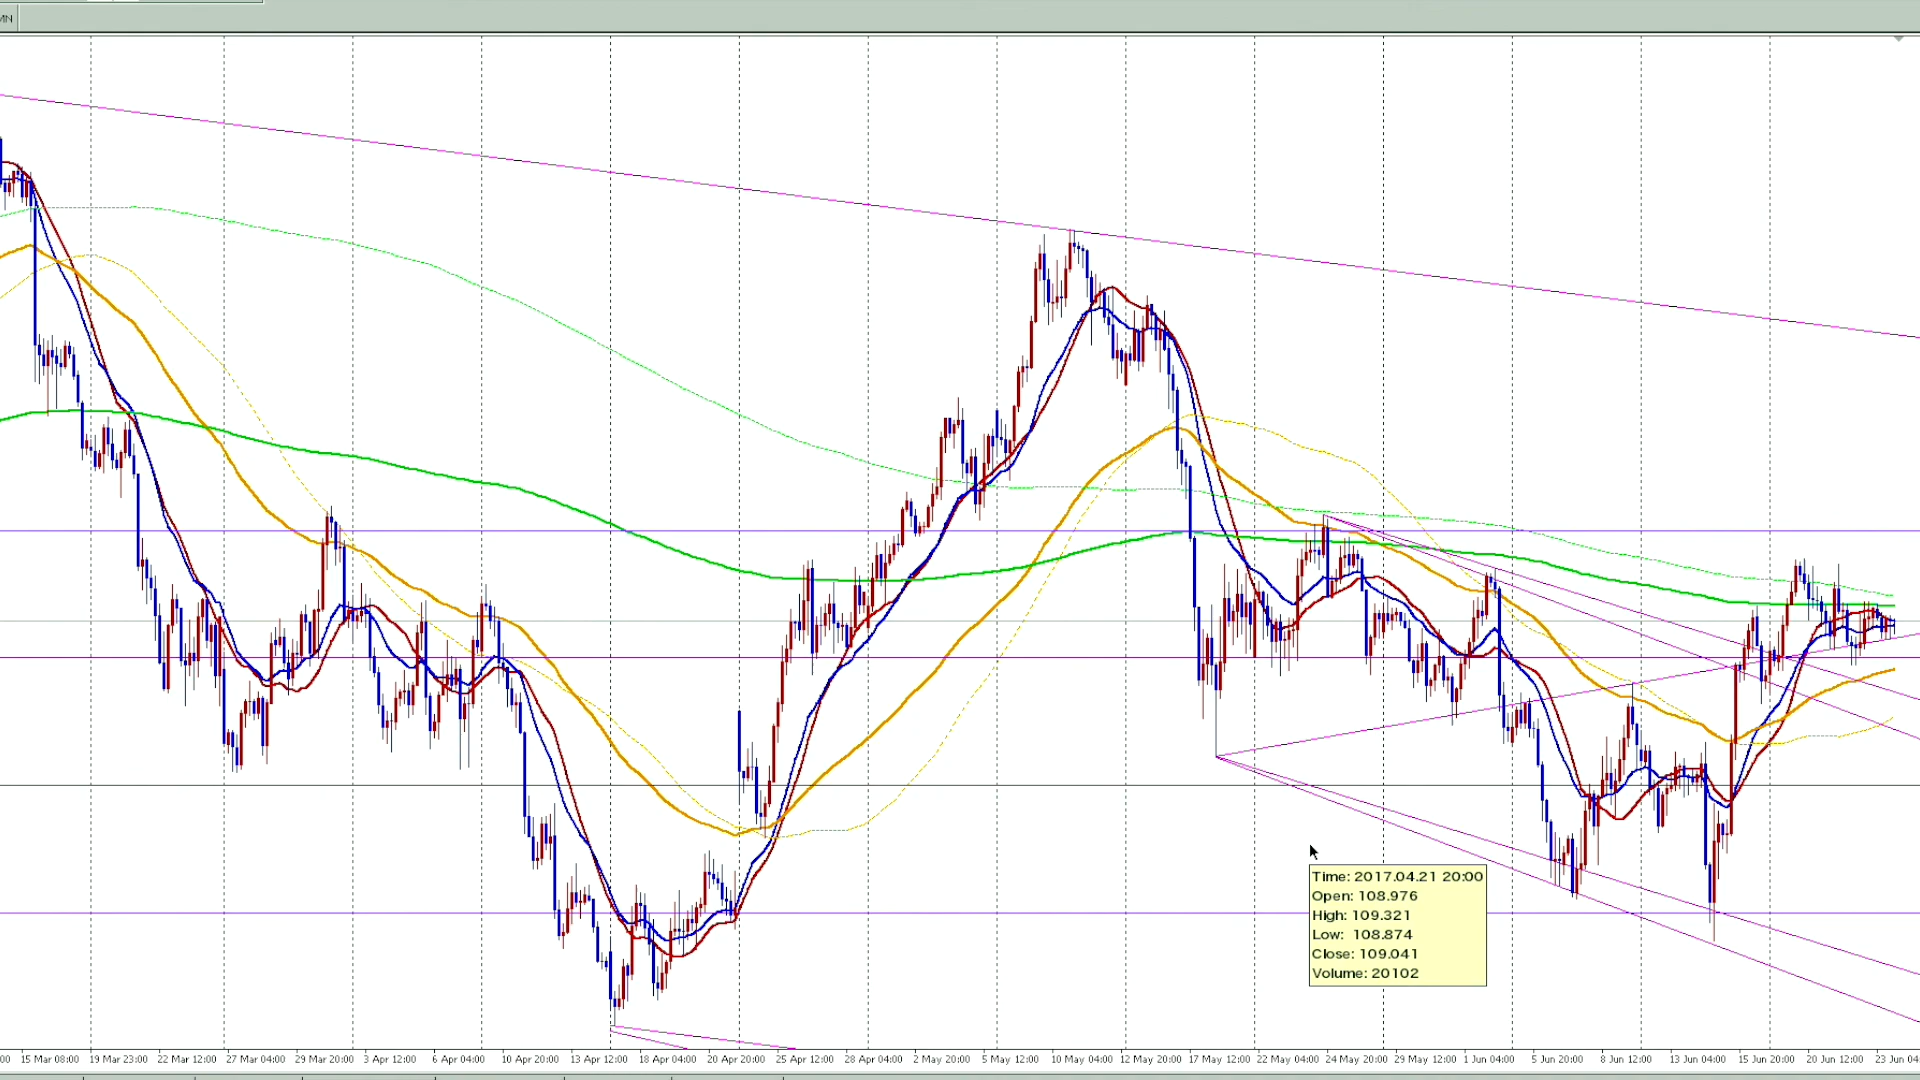 MN
Time: 2017.04.21 20:00
Open: 108.976
High: 109.321
Low: 108.874
Close: 109.041
Volume: 20102
00 15 Mar 08:00 19 Mar 23:00 22 Mar 12:00 27 Mar 04:00 29 Mar 20:00 3 Apr 12:00 6 Apr 04:00 10 Apr 20:00 13 Apr 12:00 18 Apr 04:00 20 Apr 20:00 25 Apr 12:00 28 Apr 04:00 2 May 20:00 5 May 12:00 10 May 04:00 12 May 20:00 17 May 12:00 22 May 04:00 24 May 20:00 29 May 12:00 1 Jun 04:00 5 Jun 20:00 8 Jun 12:00 13 Jun 04:00 15 Jun 20:00 20 Jun 12:00 23 Jun 04